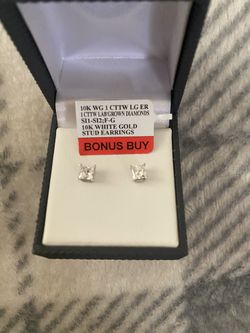 10K WG 1 CTTW LG ER
1 CTTW LAB GROWN DIAMONDS
SI1-SI2;F-G
10K WHITE GOLD
STUD EARRINGS
BONUS BUY